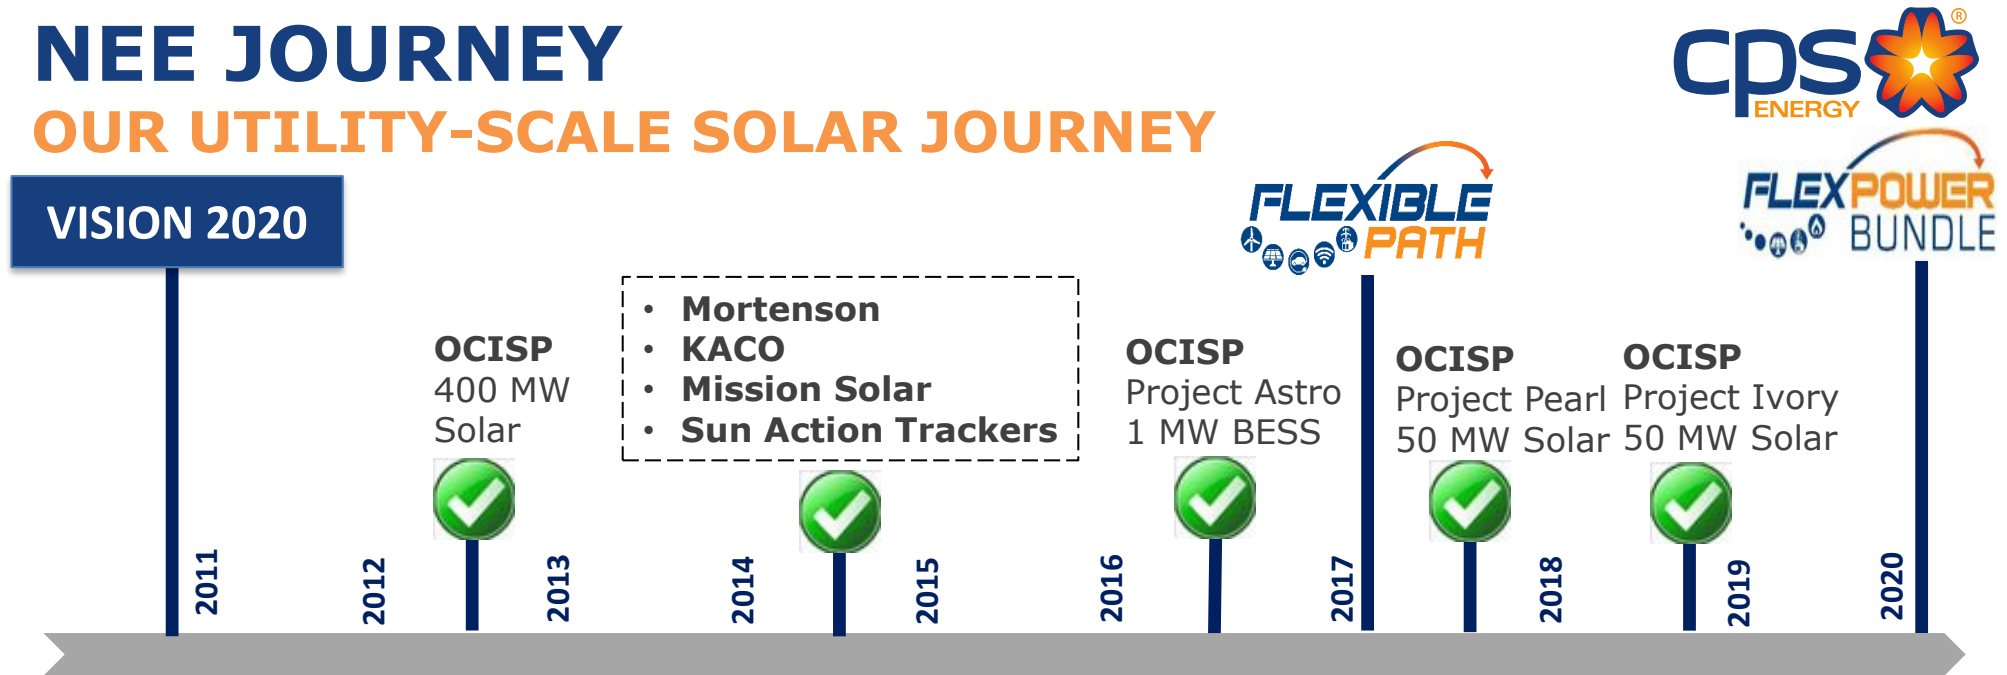 NEE JOURNEY
OUR UTILITY-SCALE SOLAR JOURNEY
cps
ENERGY
®
VISION 2020
FLEXIBLE
PATH
FLEXPOWER
BUNDLE
OCISP
400 MW
Solar
• Mortenson
• KACO
• Mission Solar
• Sun Action Trackers
OCISP
Project Astro
1 MW BESS
OCISP
Project Pearl
50 MW Solar
OCISP
Project Ivory
50 MW Solar
2011
2012
2013
2014
2015
2016
2017
2018
2019
2020